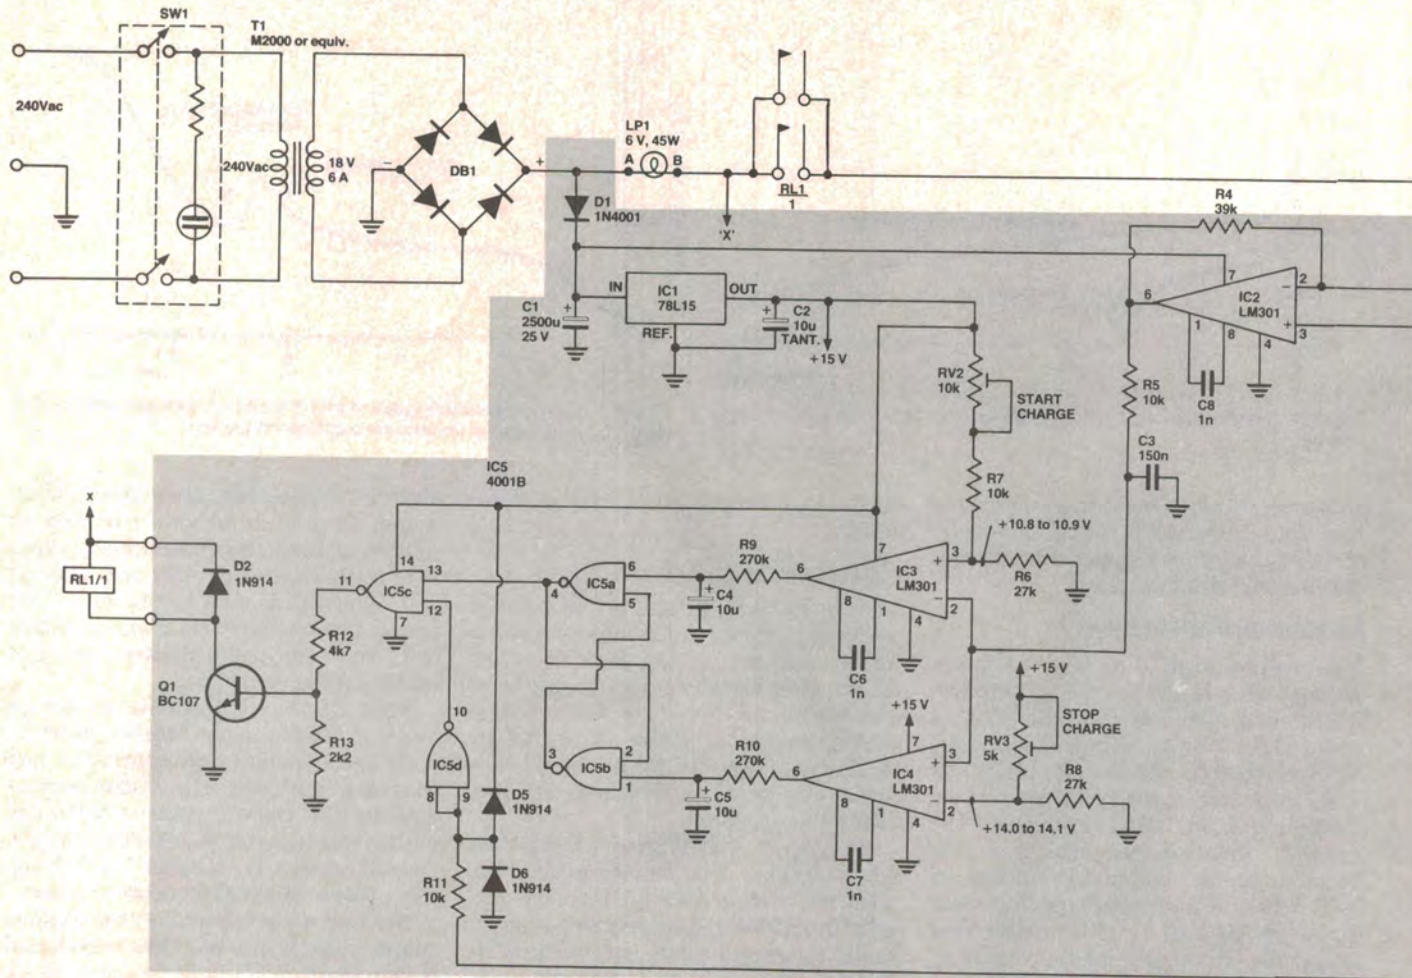 SW1
T1
M2000 or equiv.
240Vac
240Vac
18 V
6 A
DB1
−
+
LP1
6 V, 45W
A
B
'X'
RL1
1
D1
1N4001
R4
39k
IN
IC1
78L15
OUT
REF.
C1
2500u
25 V
+
+
C2
10u
TANT.
+15 V
7
6
IC2
LM301
2
−
+
3
1
8
4
C8
1n
R5
10k
C3
150n
RV2
10k
START
CHARGE
R7
10k
+10.8 to 10.9 V
R6
27k
IC5
4001B
x
RL1/1
D2
1N914
11
14
13
IC5c
12
7
4
IC5a
6
5
R9
270k
+
C4
10u
6
7
IC3
LM301
+
3
−
2
8
1
4
C6
1n
R12
4k7
Q1
BC107
R13
2k2
10
IC5d
8
9
D5
1N914
D6
1N914
R11
10k
3
IC5b
2
1
R10
270k
+
C5
10u
+15 V
7
6
IC4
LM301
+
3
−
2
8
1
4
C7
1n
+15 V
STOP
CHARGE
RV3
5k
R8
27k
+14.0 to 14.1 V